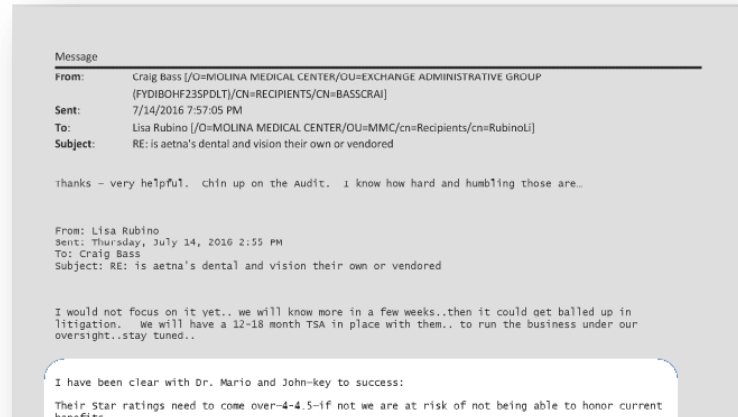 Message
From: Craig Bass [/O=MOLINA MEDICAL CENTER/OU=EXCHANGE ADMINISTRATIVE GROUP
(FYDIBOHF23SPDLT)/CN=RECIPIENTS/CN=BASSCRAI]
Sent: 7/14/2016 7:57:05 PM
To: Lisa Rubino [/O=MOLINA MEDICAL CENTER/OU=MMC/cn=Recipients/cn=RubinoLi]
Subject: RE: is aetna's dental and vision their own or vendored
Thanks – very helpful. Chin up on the Audit. I know how hard and humbling those are…
From: Lisa Rubino
Sent: Thursday, July 14, 2016 2:55 PM
To: Craig Bass
Subject: RE: is aetna's dental and vision their own or vendored
I would not focus on it yet.. we will know more in a few weeks..then it could get balled up in
litigation. We will have a 12-18 month TSA in place with them.. to run the business under our
oversight..stay tuned..
I have been clear with Dr. Mario and John—key to success:
Their Star ratings need to come over—4-4.5—if not we are at risk of not being able to honor current